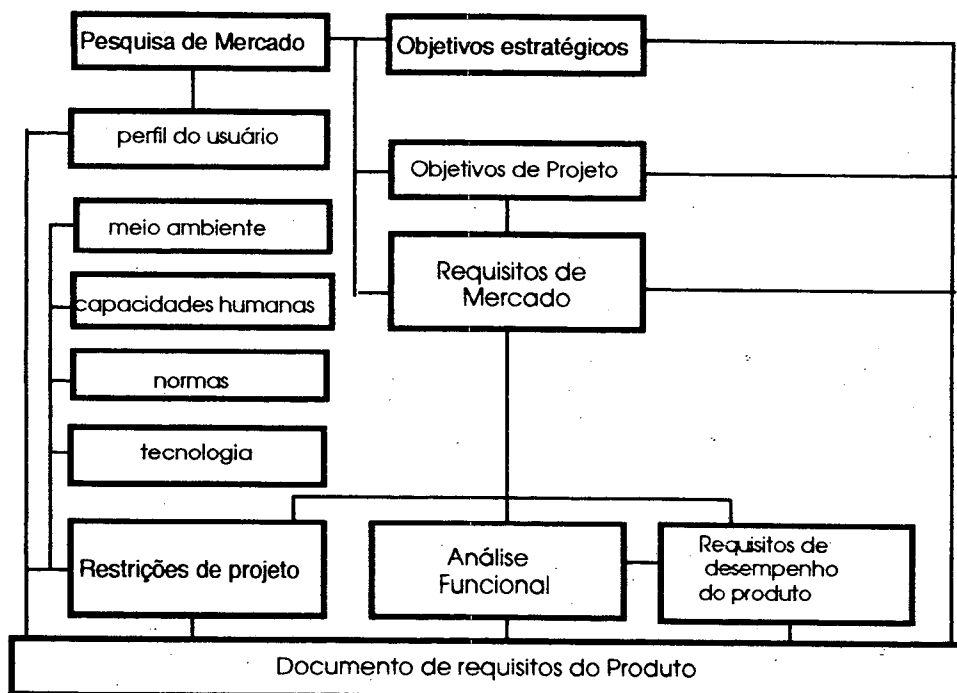 Pesquisa de Mercado
Objetivos estratégicos
perfil do usuário
Objetivos de Projeto
meio ambiente
Requisitos de
Mercado
capacidades humanas
normas
tecnologia
Restrições de projeto
Análise
Funcional
Requisitos de
desempenho
do produto
Documento de requisitos do Produto